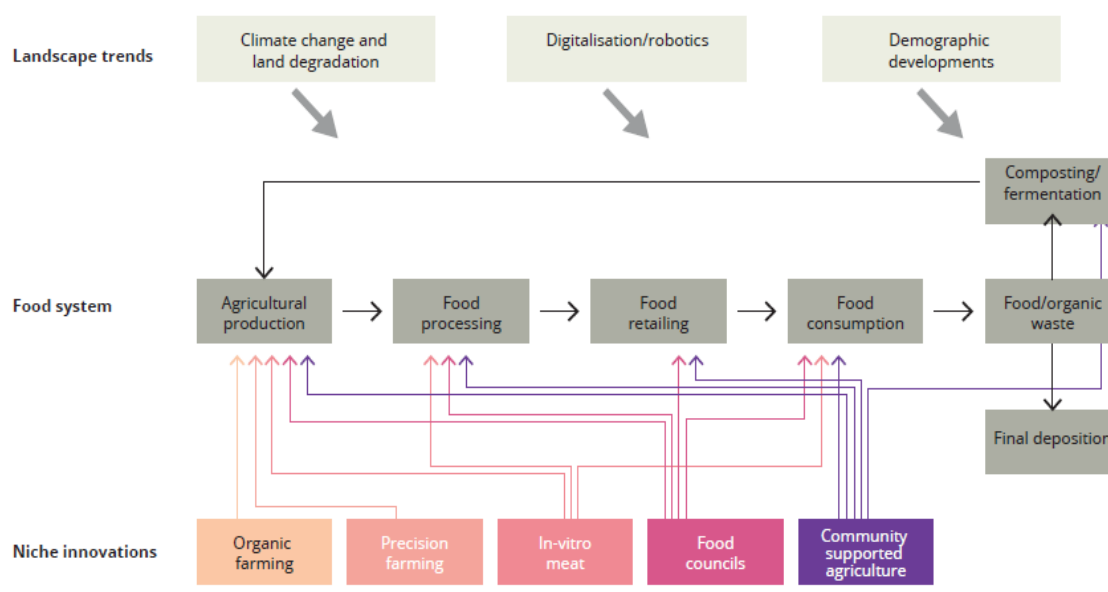 Landscape trends
Climate change and
land degradation
Digitalisation/robotics
Demographic
developments
Composting/
fermentation
Food system
Agricultural
production
Food
processing
Food
retailing
Food
consumption
Food/organic
waste
Final deposition
Niche innovations
Organic
farming
Precision
farming
In-vitro
meat
Food
councils
Community
supported
agriculture